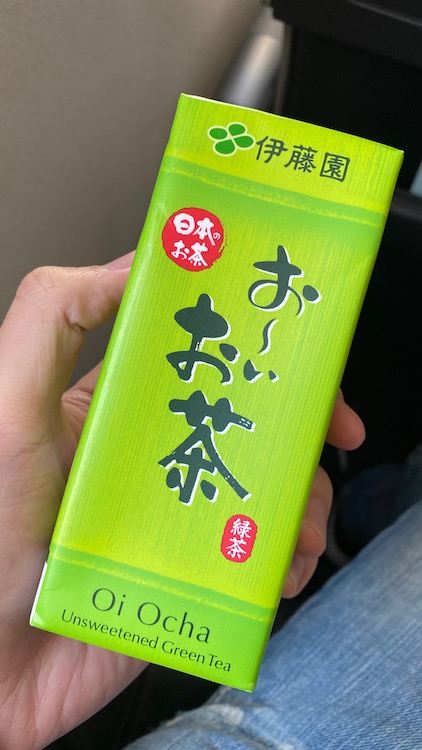 伊藤園
日本の
お茶
お〜い
お茶
緑茶
Oi Ocha
Unsweetened Green Tea